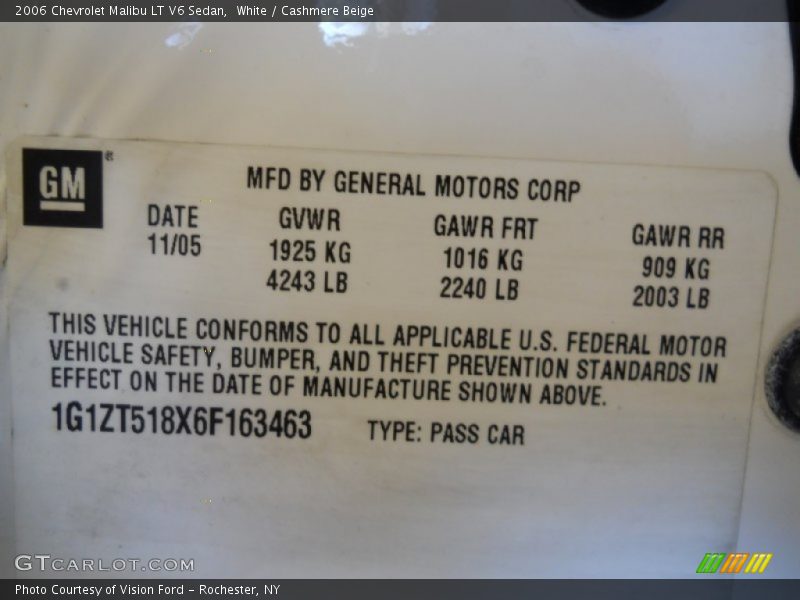 2006 Chevrolet Malibu LT V6 Sedan,  White / Cashmere Beige
GM®
MFD BY GENERAL MOTORS CORP
DATE GVWR GAWR FRT GAWR RR
11/05 1925 KG 1016 KG 909 KG
4243 LB 2240 LB 2003 LB
THIS VEHICLE CONFORMS TO ALL APPLICABLE U.S. FEDERAL MOTOR
VEHICLE SAFETY, BUMPER, AND THEFT PREVENTION STANDARDS IN
EFFECT ON THE DATE OF MANUFACTURE SHOWN ABOVE.
1G1ZT518X6F163463 TYPE: PASS CAR
GTCARLOT.COM
Photo Courtesy of Vision Ford – Rochester, NY